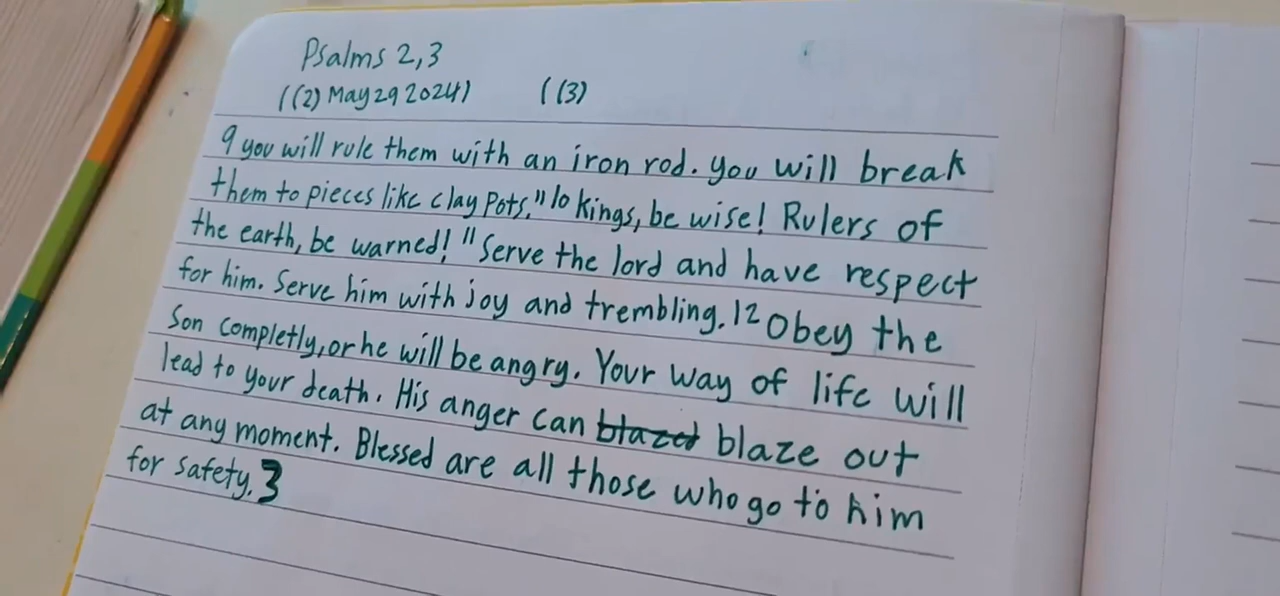 Psalms 2,3
((2) May 29 2024) ((3)
9 you will rule them with an iron rod. you will break
them to pieces like clay pots." 10 kings, be wise! Rulers of
the earth, be warned! 11 Serve the lord and have respect
for him. Serve him with joy and trembling. 12 Obey the
Son completly, or he will be angry. Your way of life will
lead to your death. His anger can blazed blaze out
at any moment. Blessed are all those who go to him
for safety. 3